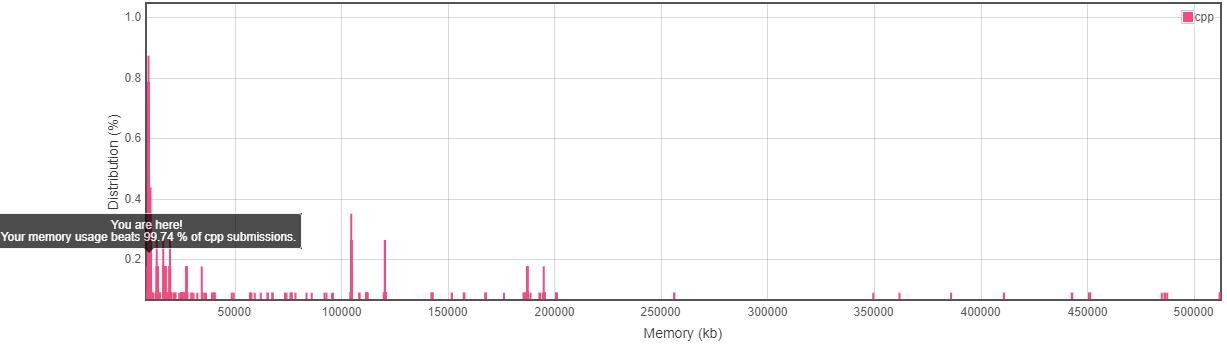 1.0
cpp
0.8
0.6
Distribution (%)
0.4
You are here!
Your memory usage beats 99.74 % of cpp submissions.
0.2
50000 100000 150000 200000 250000 300000 350000 400000 450000 500000
Memory (kb)